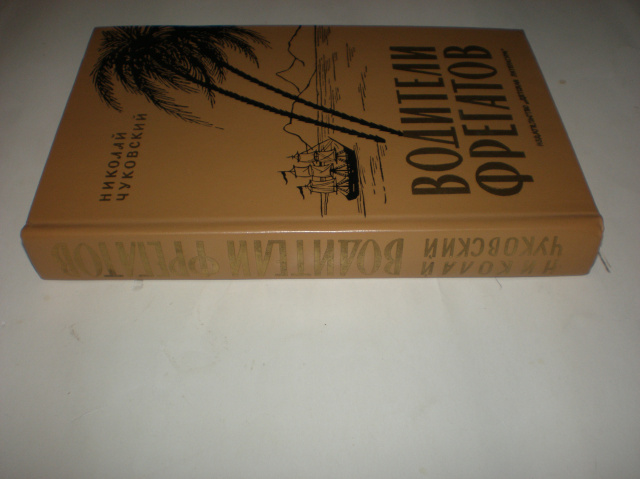 НИКОЛАЙ
ЧУКОВСКИЙ
ВОДИТЕЛИ
ФРЕГАТОВ
НИКОЛАЙ
ЧУКОВСКИЙ
ВОДИТЕЛИ ФРЕГАТОВ